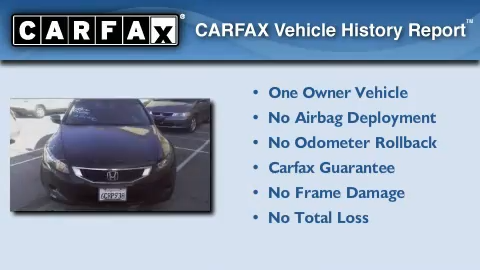 CARFAX® CARFAX Vehicle History Report™
• One Owner Vehicle
• No Airbag Deployment
• No Odometer Rollback
• Carfax Guarantee
• No Frame Damage
• No Total Loss